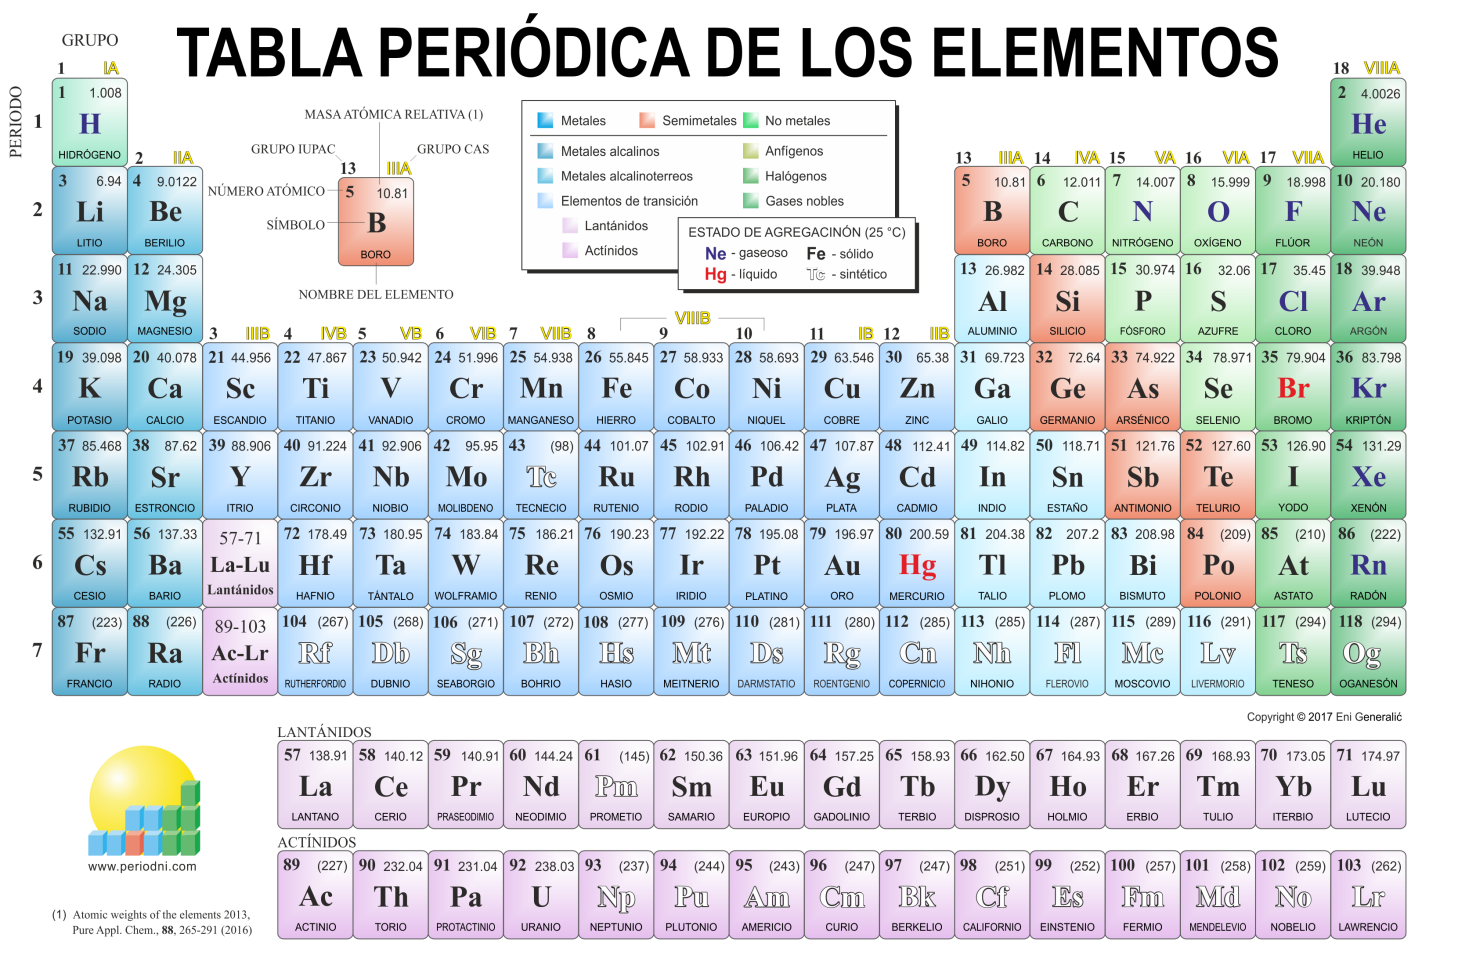 TABLA PERIÓDICA DE LOS ELEMENTOS
GRUPO
PERIODO
1 IA
18 VIIIA
1
1 1.008
H
HIDRÓGENO
2 4.0026
He
HELIO
MASA ATÓMICA RELATIVA (1)
GRUPO IUPAC
GRUPO CAS
13 IIIA
NÚMERO ATÓMICO
5 10.81
SÍMBOLO
B
BORO
NOMBRE DEL ELEMENTO
Metales Semimetales No metales
Metales alcalinos Anfígenos
Metales alcalinoterreos Halógenos
Elementos de transición Gases nobles
Lantánidos
Actínidos
ESTADO DE AGREGACINÓN (25 °C)
Ne - gaseoso Fe - sólido
Hg - líquido Tc - sintético
2 IIA 13 IIIA 14 IVA 15 VA 16 VIA 17 VIIA
2
3 6.94 4 9.0122 5 10.81 6 12.011 7 14.007 8 15.999 9 18.998 10 20.180
Li Be B C N O F Ne
LITIO BERILIO BORO CARBONO NITRÓGENO OXÍGENO FLÚOR NEÓN
3
11 22.990 12 24.305 13 26.982 14 28.085 15 30.974 16 32.06 17 35.45 18 39.948
Na Mg Al Si P S Cl Ar
SODIO MAGNESIO ALUMINIO SILICIO FÓSFORO AZUFRE CLORO ARGÓN
3 IIIB 4 IVB 5 VB 6 VIB 7 VIIB 8 9 VIIIB 10 11 IB 12 IIB
4
19 39.098 20 40.078 21 44.956 22 47.867 23 50.942 24 51.996 25 54.938 26 55.845 27 58.933 28 58.693 29 63.546 30 65.38 31 69.723 32 72.64 33 74.922 34 78.971 35 79.904 36 83.798
K Ca Sc Ti V Cr Mn Fe Co Ni Cu Zn Ga Ge As Se Br Kr
POTASIO CALCIO ESCANDIO TITANIO VANADIO CROMO MANGANESO HIERRO COBALTO NIQUEL COBRE ZINC GALIO GERMANIO ARSÉNICO SELENIO BROMO KRIPTÓN
5
37 85.468 38 87.62 39 88.906 40 91.224 41 92.906 42 95.95 43 (98) 44 101.07 45 102.91 46 106.42 47 107.87 48 112.41 49 114.82 50 118.71 51 121.76 52 127.60 53 126.90 54 131.29
Rb Sr Y Zr Nb Mo Tc Ru Rh Pd Ag Cd In Sn Sb Te I Xe
RUBIDIO ESTRONCIO ITRIO CIRCONIO NIOBIO MOLIBDENO TECNECIO RUTENIO RODIO PALADIO PLATA CADMIO INDIO ESTAÑO ANTIMONIO TELURIO YODO XENÓN
6
55 132.91 56 137.33 57-71 72 178.49 73 180.95 74 183.84 75 186.21 76 190.23 77 192.22 78 195.08 79 196.97 80 200.59 81 204.38 82 207.2 83 208.98 84 (209) 85 (210) 86 (222)
Cs Ba La-Lu Hf Ta W Re Os Ir Pt Au Hg Tl Pb Bi Po At Rn
CESIO BARIO Lantánidos HAFNIO TÁNTALO WOLFRAMIO RENIO OSMIO IRIDIO PLATINO ORO MERCURIO TALIO PLOMO BISMUTO POLONIO ASTATO RADÓN
7
87 (223) 88 (226) 89-103 104 (267) 105 (268) 106 (271) 107 (272) 108 (277) 109 (276) 110 (281) 111 (280) 112 (285) 113 (285) 114 (287) 115 (289) 116 (291) 117 (294) 118 (294)
Fr Ra Ac-Lr Rf Db Sg Bh Hs Mt Ds Rg Cn Nh Fl Mc Lv Ts Og
FRANCIO RADIO Actínidos RUTHERFORDIO DUBNIO SEABORGIO BOHRIO HASIO MEITNERIO DARMSTATIO ROENTGENIO COPERNICIO NIHONIO FLEROVIO MOSCOVIO LIVERMORIO TENESO OGANESÓN
Copyright © 2017 Eni Generalić
LANTÁNIDOS
57 138.91 58 140.12 59 140.91 60 144.24 61 (145) 62 150.36 63 151.96 64 157.25 65 158.93 66 162.50 67 164.93 68 167.26 69 168.93 70 173.05 71 174.97
La Ce Pr Nd Pm Sm Eu Gd Tb Dy Ho Er Tm Yb Lu
LANTANO CERIO PRASEODIMIO NEODIMIO PROMETIO SAMARIO EUROPIO GADOLINIO TERBIO DISPROSIO HOLMIO ERBIO TULIO ITERBIO LUTECIO
ACTÍNIDOS
89 (227) 90 232.04 91 231.04 92 238.03 93 (237) 94 (244) 95 (243) 96 (247) 97 (247) 98 (251) 99 (252) 100 (257) 101 (258) 102 (259) 103 (262)
Ac Th Pa U Np Pu Am Cm Bk Cf Es Fm Md No Lr
ACTINIO TORIO PROTACTINIO URANIO NEPTUNIO PLUTONIO AMERICIO CURIO BERKELIO CALIFORNIO EINSTENIO FERMIO MENDELEVIO NOBELIO LAWRENCIO
www.periodni.com
(1) Atomic weights of the elements 2013,
Pure Appl. Chem., 88, 265-291 (2016)